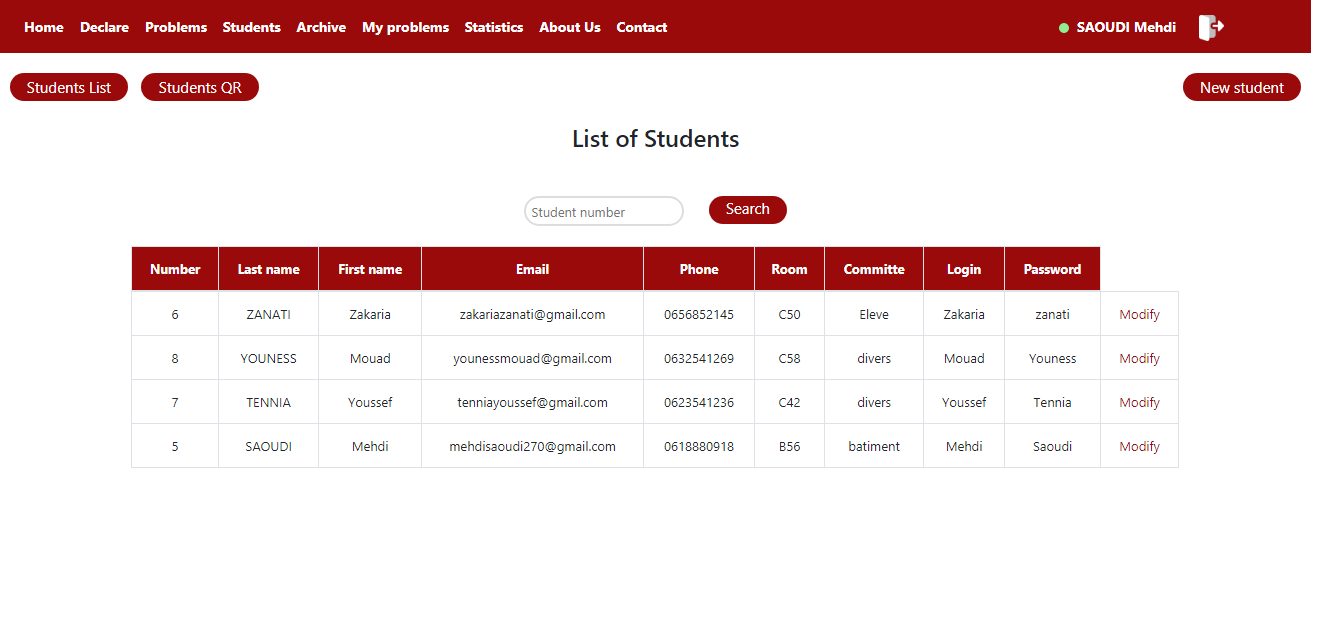 Home Declare Problems Students Archive My problems Statistics About Us Contact SAOUDI Mehdi
Students List Students QR New student
List of Students
Student number Search
Number Last name First name Email Phone Room Committe Login Password
6 ZANATI Zakaria zakariazanati@gmail.com 0656852145 C50 Eleve Zakaria zanati Modify
8 YOUNESS Mouad younessmouad@gmail.com 0632541269 C58 divers Mouad Youness Modify
7 TENNIA Youssef tenniayoussef@gmail.com 0623541236 C42 divers Youssef Tennia Modify
5 SAOUDI Mehdi mehdisaoudi270@gmail.com 0618880918 B56 batiment Mehdi Saoudi Modify